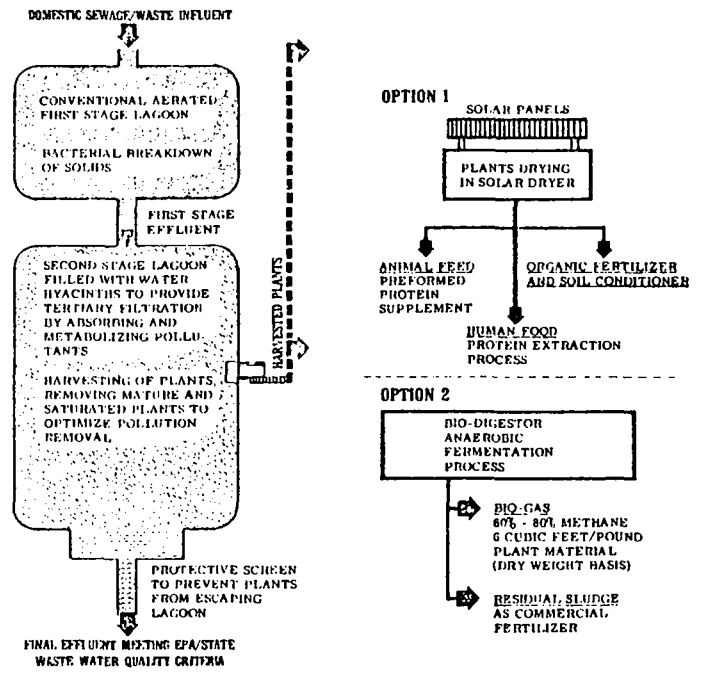 DOMESTIC SEWAGE/WASTE INFLUENT
CONVENTIONAL AERATED
FIRST STAGE LAGOON
BACTERIAL BREAKDOWN
OF SOLIDS
FIRST STAGE
EFFLUENT
SECOND STAGE LAGOON
FILLED WITH WATER
HYACINTHS TO PROVIDE
TERTIARY FILTRATION
BY ABSORBING AND
METABOLIZING POLLU-
TANTS
HARVESTING OF PLANTS,
REMOVING MATURE AND
SATURATED PLANTS TO
OPTIMIZE POLLUTION
REMOVAL
PROTECTIVE SCREEN
TO PREVENT PLANTS
FROM ESCAPING
LAGOON
FINAL EFFLUENT MEETING EPA/STATE
WASTE WATER QUALITY CRITERIA
HARVESTED PLANTS
OPTION 1
SOLAR PANELS
PLANTS DRYING
IN SOLAR DRYER
ANIMAL FEED
PREFORMED
PROTEIN
SUPPLEMENT
ORGANIC FERTILIZER
AND SOIL CONDITIONER
HUMAN FOOD
PROTEIN EXTRACTION
PROCESS
OPTION 2
BIO-DIGESTOR
ANAEROBIC
FERMENTATION
PROCESS
BIO-GAS
60% - 80% METHANE
6 CUBIC FEET/POUND
PLANT MATERIAL
(DRY WEIGHT BASIS)
RESIDUAL SLUDGE
AS COMMERCIAL
FERTILIZER